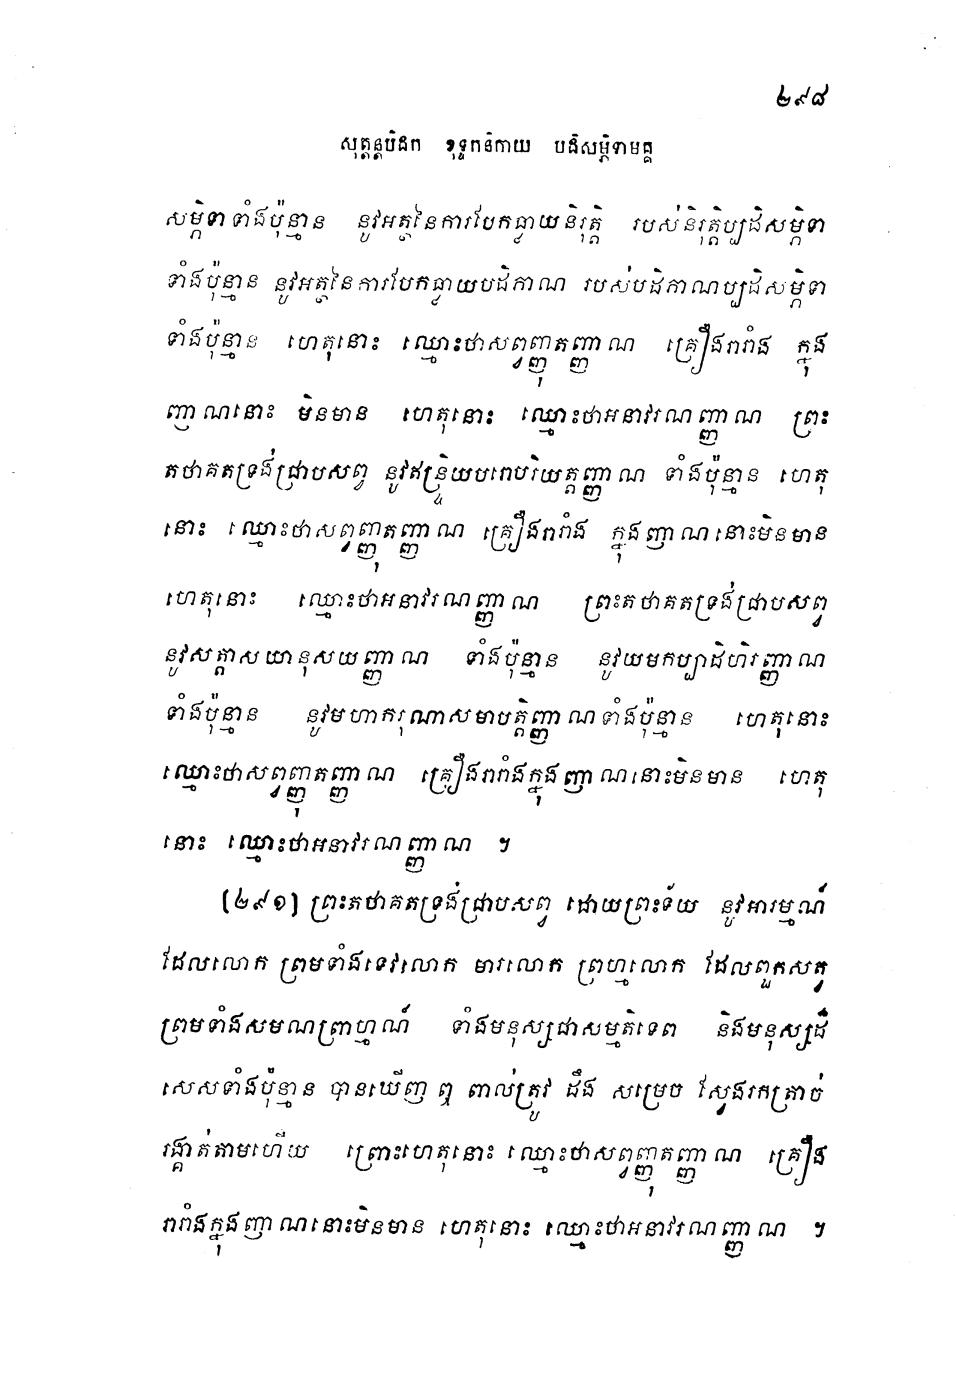 ២៩៨
សុត្តន្តបិដក ខុទ្ទកនិកាយ បដិសម្ភិទាមគ្គ
សម្ភិទាទាំងប៉ុន្មាន នូវអត្ថនៃការបែកធ្លាយនិរុត្តិ របស់និរុត្តិប្បដិសម្ភិទា
ទាំងប៉ុន្មាន នូវអត្ថនៃការបែកធ្លាយបដិភាណ របស់បដិភាណប្បដិសម្ភិទា
ទាំងប៉ុន្មាន ហេតុនោះ ឈ្មោះថាសព្វញ្ញុតញ្ញាណ គ្រឿងរារាំង ក្នុង
ញាណនោះ មិនមាន ហេតុនោះ ឈ្មោះថាអនាវរណញ្ញាណ ព្រះ
តថាគតទ្រង់ជ្រាបសព្វ នូវឥន្ទ្រិយបរោបរិយត្តញ្ញាណ ទាំងប៉ុន្មាន ហេតុ
នោះ ឈ្មោះថាសព្វញ្ញុតញ្ញាណ គ្រឿងរារាំង ក្នុងញាណនោះមិនមាន
ហេតុនោះ ឈ្មោះថាអនាវរណញ្ញាណ ព្រះតថាគតទ្រង់ជ្រាបសព្វ
នូវសត្តាសយានុសយញ្ញាណ ទាំងប៉ុន្មាន នូវយមកប្បាដិហិរញ្ញាណ
ទាំងប៉ុន្មាន នូវមហាករុណាសមាបត្តិញ្ញាណទាំងប៉ុន្មាន ហេតុនោះ
ឈ្មោះថាសព្វញ្ញុតញ្ញាណ គ្រឿងរារាំងក្នុងញាណនោះមិនមាន ហេតុ
នោះ ឈ្មោះថាអនាវរណញ្ញាណ ។
(២៩១) ព្រះតថាគតទ្រង់ជ្រាបសព្វ ដោយព្រះទ័យ នូវអារម្មណ៍
ដែលលោក ព្រមទាំងទេវលោក មារលោក ព្រហ្មលោក ដែលពួកសត្វ
ព្រមទាំងសមណព្រាហ្មណ៍ ទាំងមនុស្សជាសម្មតិទេព និងមនុស្សដ៏
សេសទាំងប៉ុន្មាន បានឃើញ ឮ ពាល់ត្រូវ ដឹង សម្រេច ស្វែងរកត្រាច់
រង្គាត់តាមហើយ ព្រោះហេតុនោះ ឈ្មោះថាសព្វញ្ញុតញ្ញាណ គ្រឿង
រារាំងក្នុងញាណនោះមិនមាន ហេតុនោះ ឈ្មោះថាអនាវរណញ្ញាណ ។